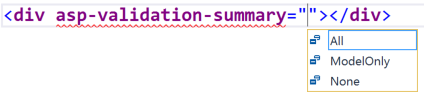 <div asp-validation-summary=""></div>
All
ModelOnly
None